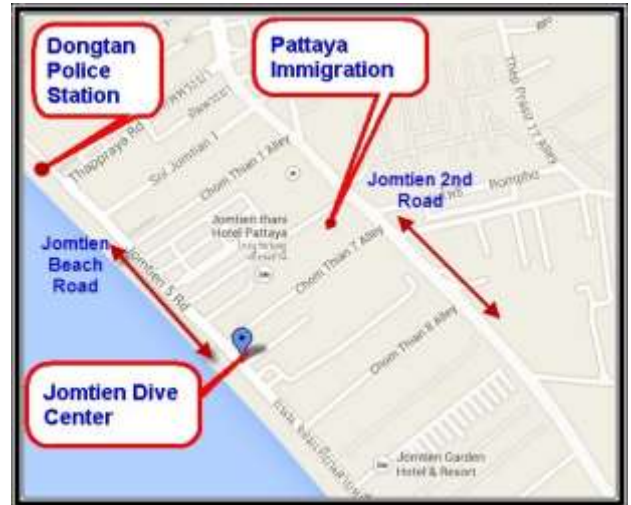 Dongtan
Police
Station
Pattaya
Immigration
Thappraya Rd
Soi Jomtian 1
Chom Thian 1 Alley
Thep Prasit 17 Alley
Jomtien 2nd
Road
Rompho
Jomtien thani
Hotel Pattaya
Jomtien
Beach
Road
Jomtien S Rd
Chom Thian 7 Alley
Chom Thian 8 Alley
Jomtien Dive
Center
Jomtien Garden
Hotel & Resort